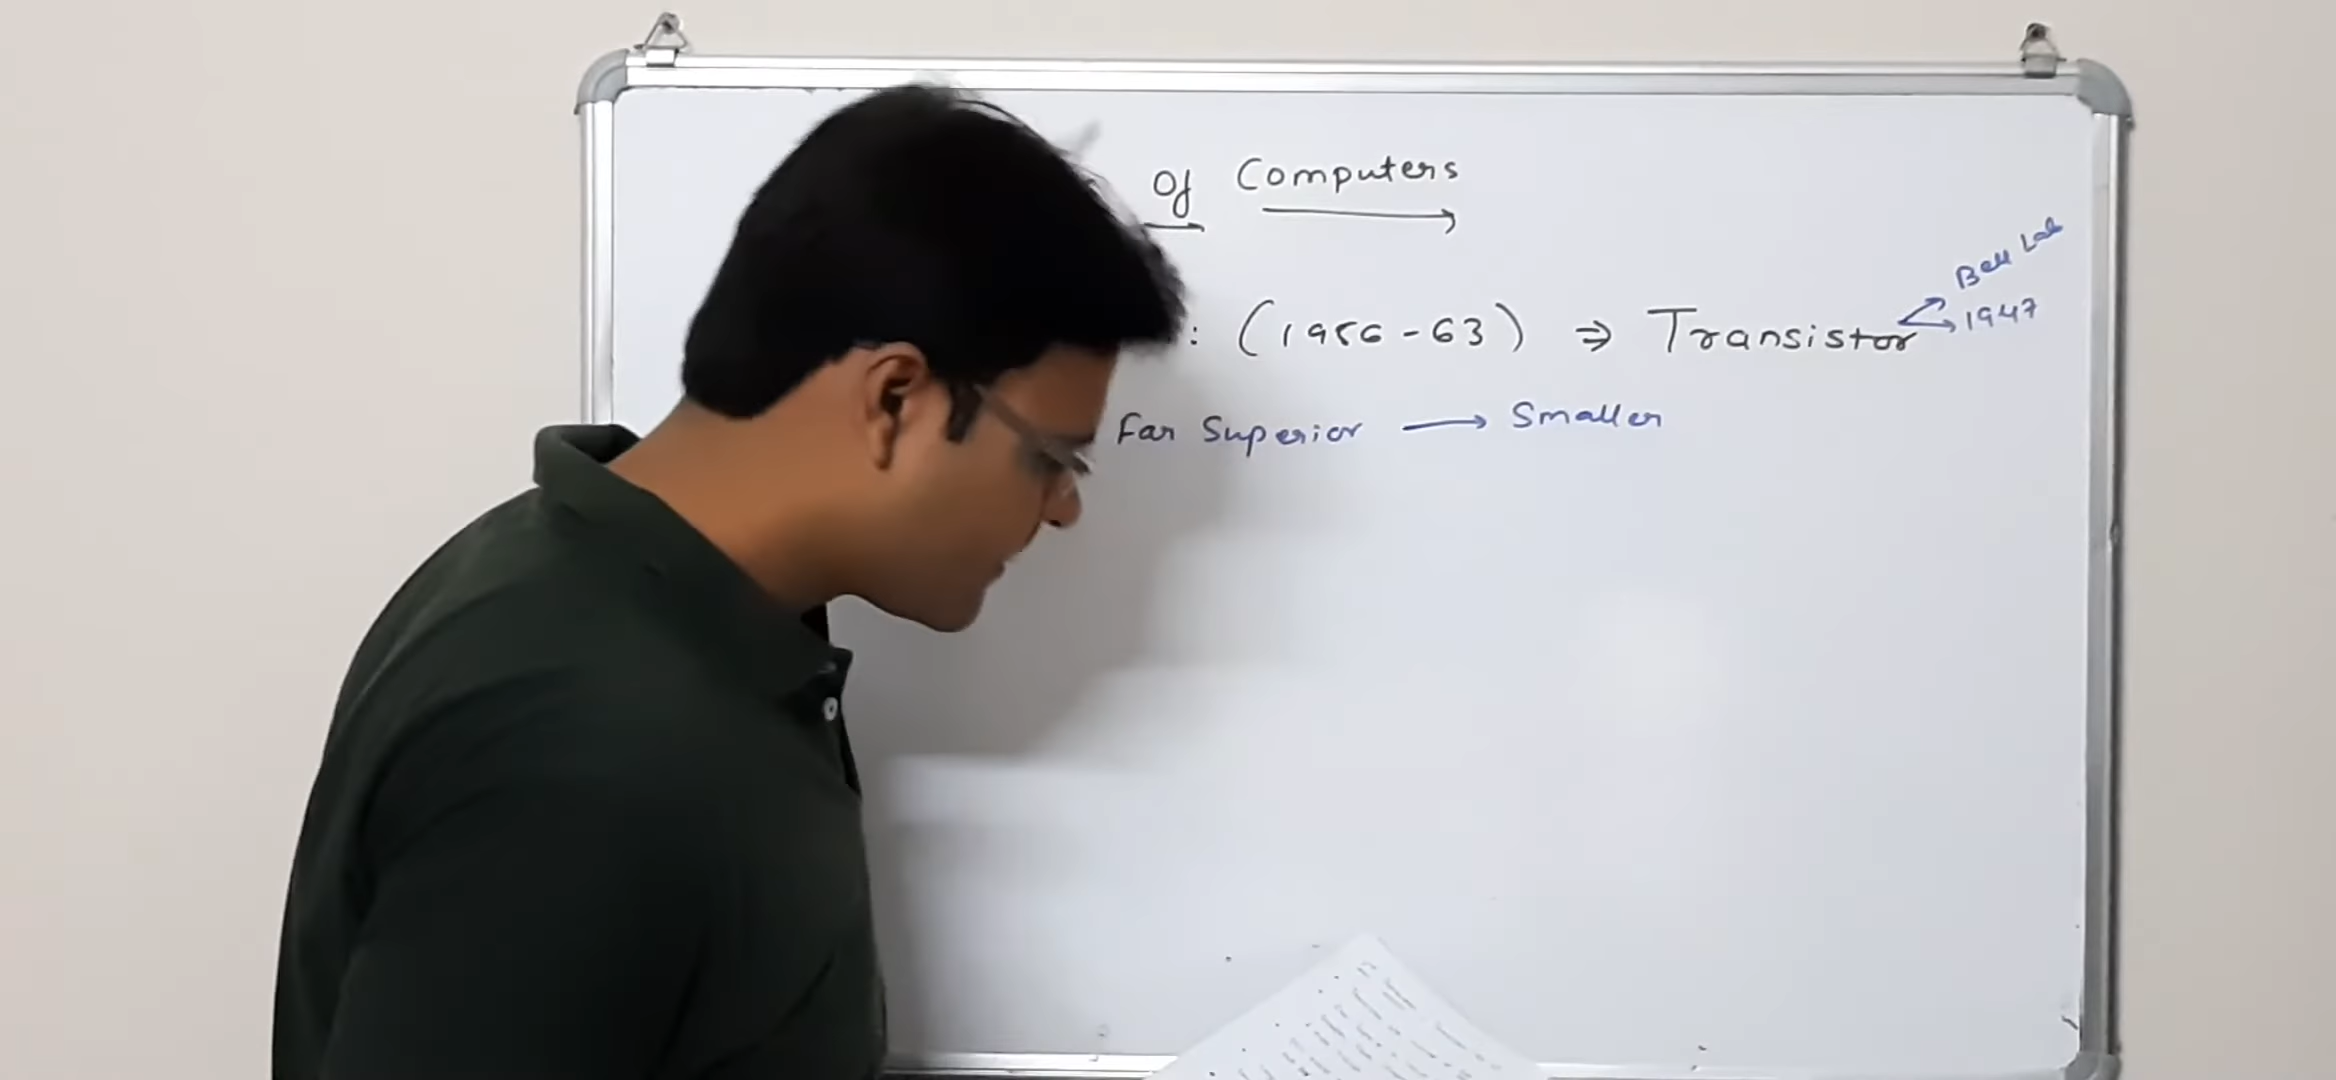 Of Computers
Bell Lab
: (1956-63) ⇒ Transistor
1947
Far Superior → Smaller